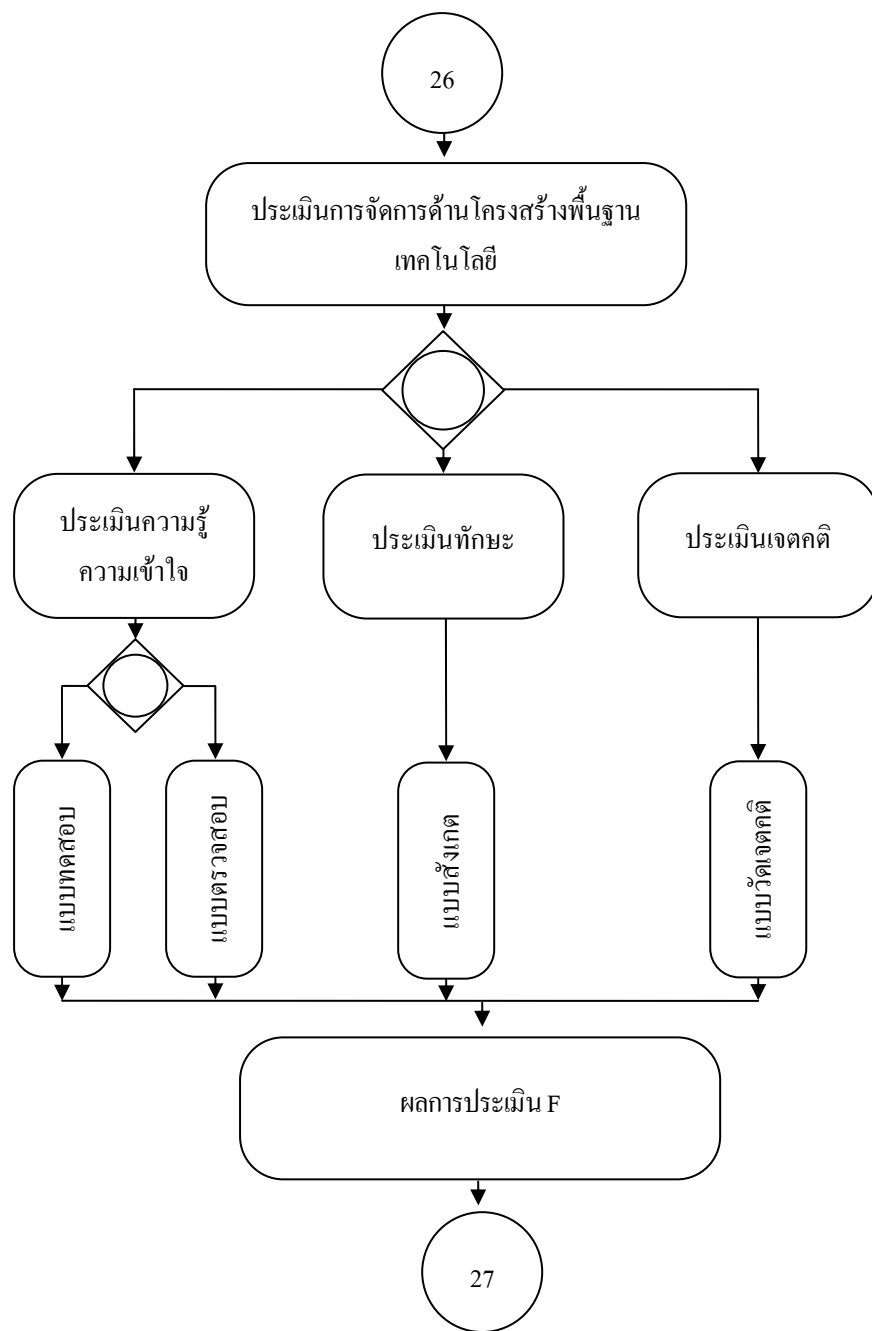 26
ประเมินการจัดการด้านโครงสร้างพื้นฐาน
เทคโนโลยี
ประเมินความรู้
ความเข้าใจ
ประเมินทักษะ
ประเมินเจตคติ
แบบทดสอบ
แบบตรวจสอบ
แบบสังเกต
แบบวัดเจตคติ
ผลการประเมิน F
27